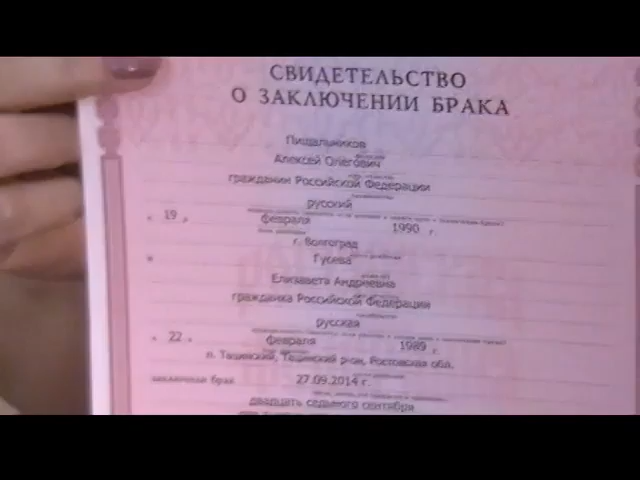 СВИДЕТЕЛЬСТВО
О ЗАКЛЮЧЕНИИ БРАКА
Пищальников
Алексей Олегович
гражданин Российской Федерации
русский
« 19 » февраля 1990 г.
г. Волгоград
Гусева
Елизавета Андреевна
гражданка Российской Федерации
русская
« 22 » февраля 1989 г.
п. Тацинский, Тацинский р-он, Ростовская обл.
заключили брак 27.09.2014 г.
двадцать седьмого сентября